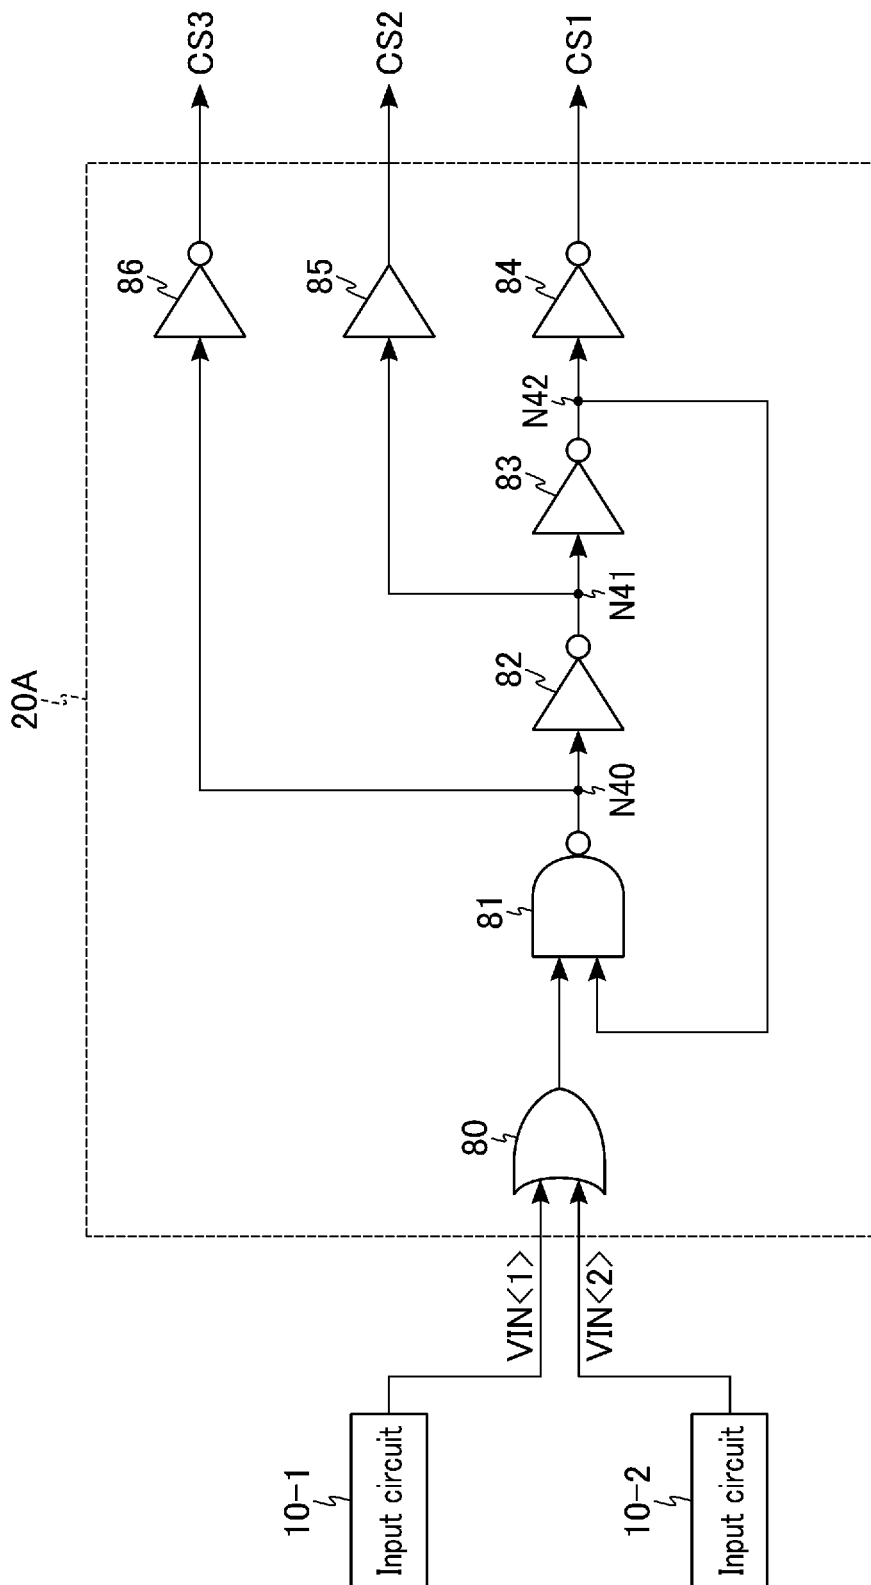 20A
10-1
Input circuit
10-2
Input circuit
VIN<1>
VIN<2>
80
81
N40
82
N41
83
N42
84
85
86
CS3
CS2
CS1